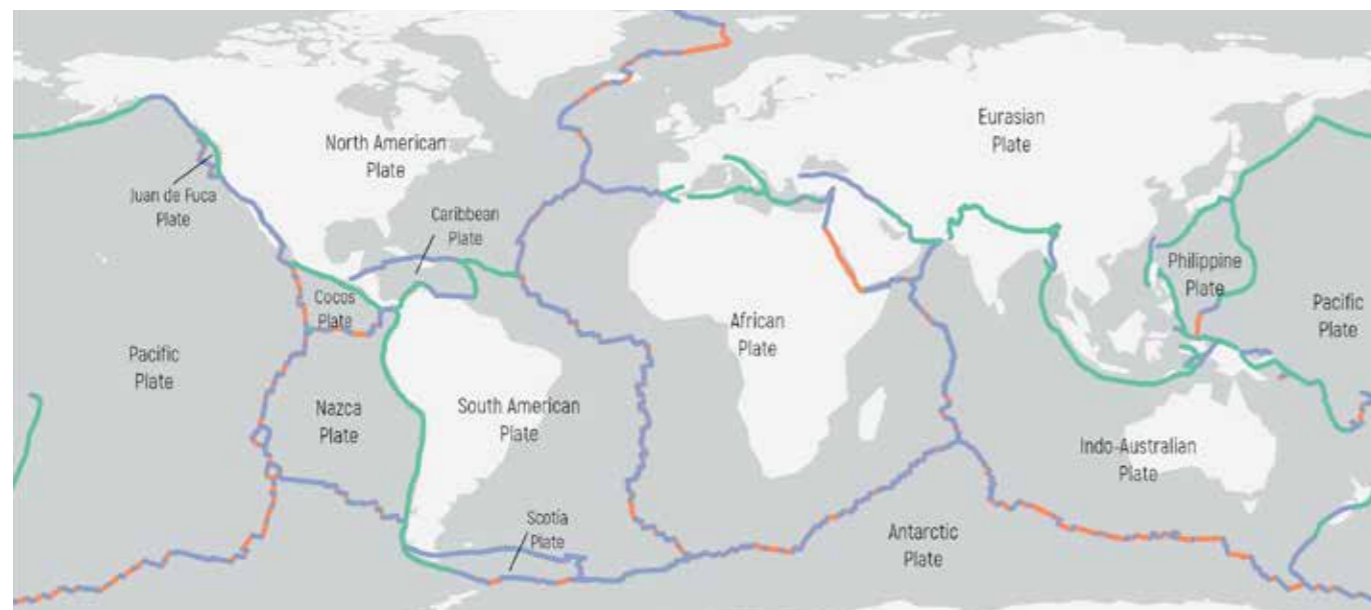 Eurasian
Plate
North American
Plate
Juan de Fuca
Plate
Caribbean
Plate
Philippine
Plate
Cocos
Plate
African
Plate
Pacific
Plate
Pacific
Plate
Nazca
Plate
South American
Plate
Indo-Australian
Plate
Scotia
Plate
Antarctic
Plate